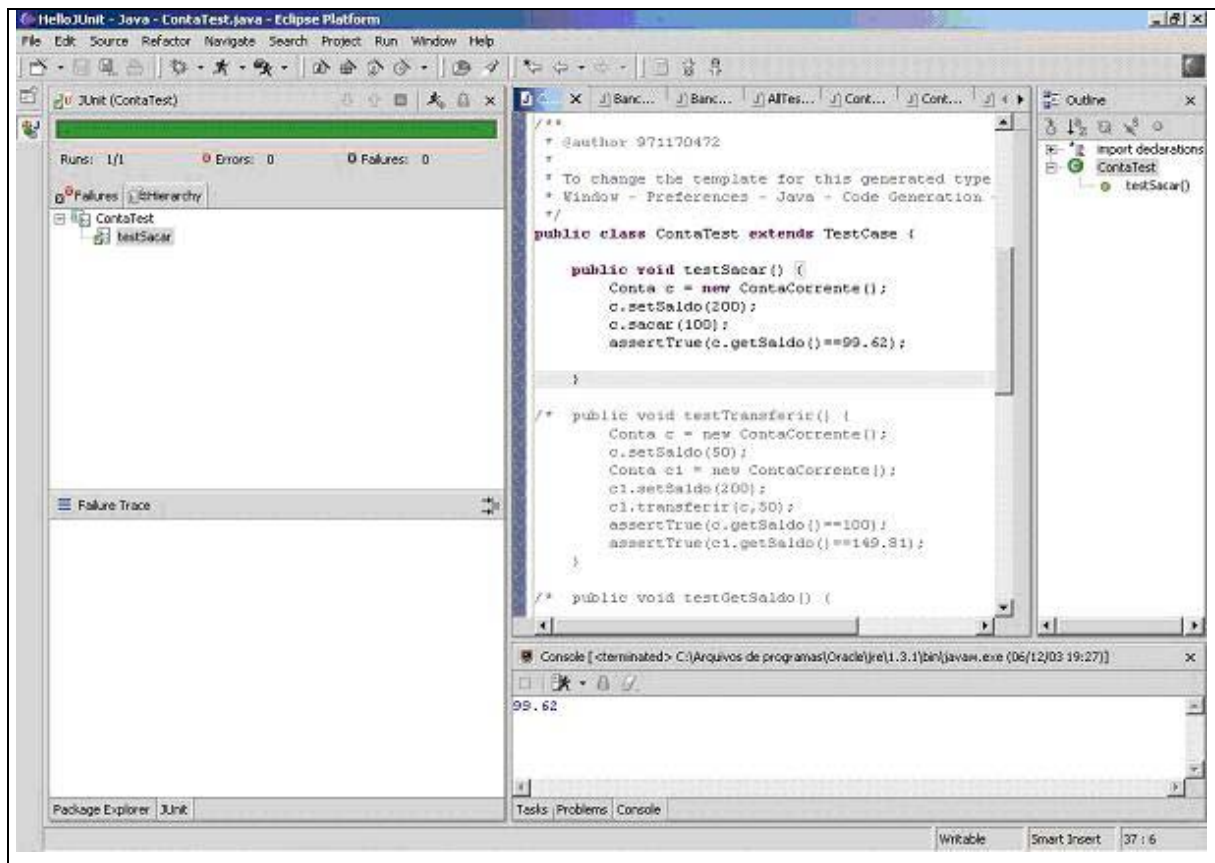 HelloJUnit - Java - ContaTest.java - Eclipse Platform
File Edit Source Refactor Navigate Search Project Run Window Help
JUnit (ContaTest)
Runs: 1/1 Errors: 0 Failures: 0
Failures Hierarchy
ContaTest
testSacar
Failure Trace
Package Explorer JUnit
C... Banc... Banc... AllTes... Cont... Cont...
/**
* @author 971170472
*
* To change the template for this generated type
* Window - Preferences - Java - Code Generation -
*/
public class ContaTest extends TestCase {
public void testSacar() {
Conta c = new ContaCorrente();
c.setSaldo(200);
c.sacar(100);
assertTrue(c.getSaldo()==99.62);
}
/* public void testTransferir() {
Conta c = new ContaCorrente();
c.setSaldo(50);
Conta c1 = new ContaCorrente();
c1.setSaldo(200);
c1.transferir(c,50);
assertTrue(c.getSaldo()==100);
assertTrue(c1.getSaldo()==149.81);
}
/* public void testGetSaldo() {
Outline
import declarations
ContaTest
testSacar()
Console [<terminated> C:\Arquivos de programas\Oracle\jre\1.3.1\bin\javaw.exe (06/12/03 19:27)]
99.62
Tasks Problems Console
Writable Smart Insert 37 : 6